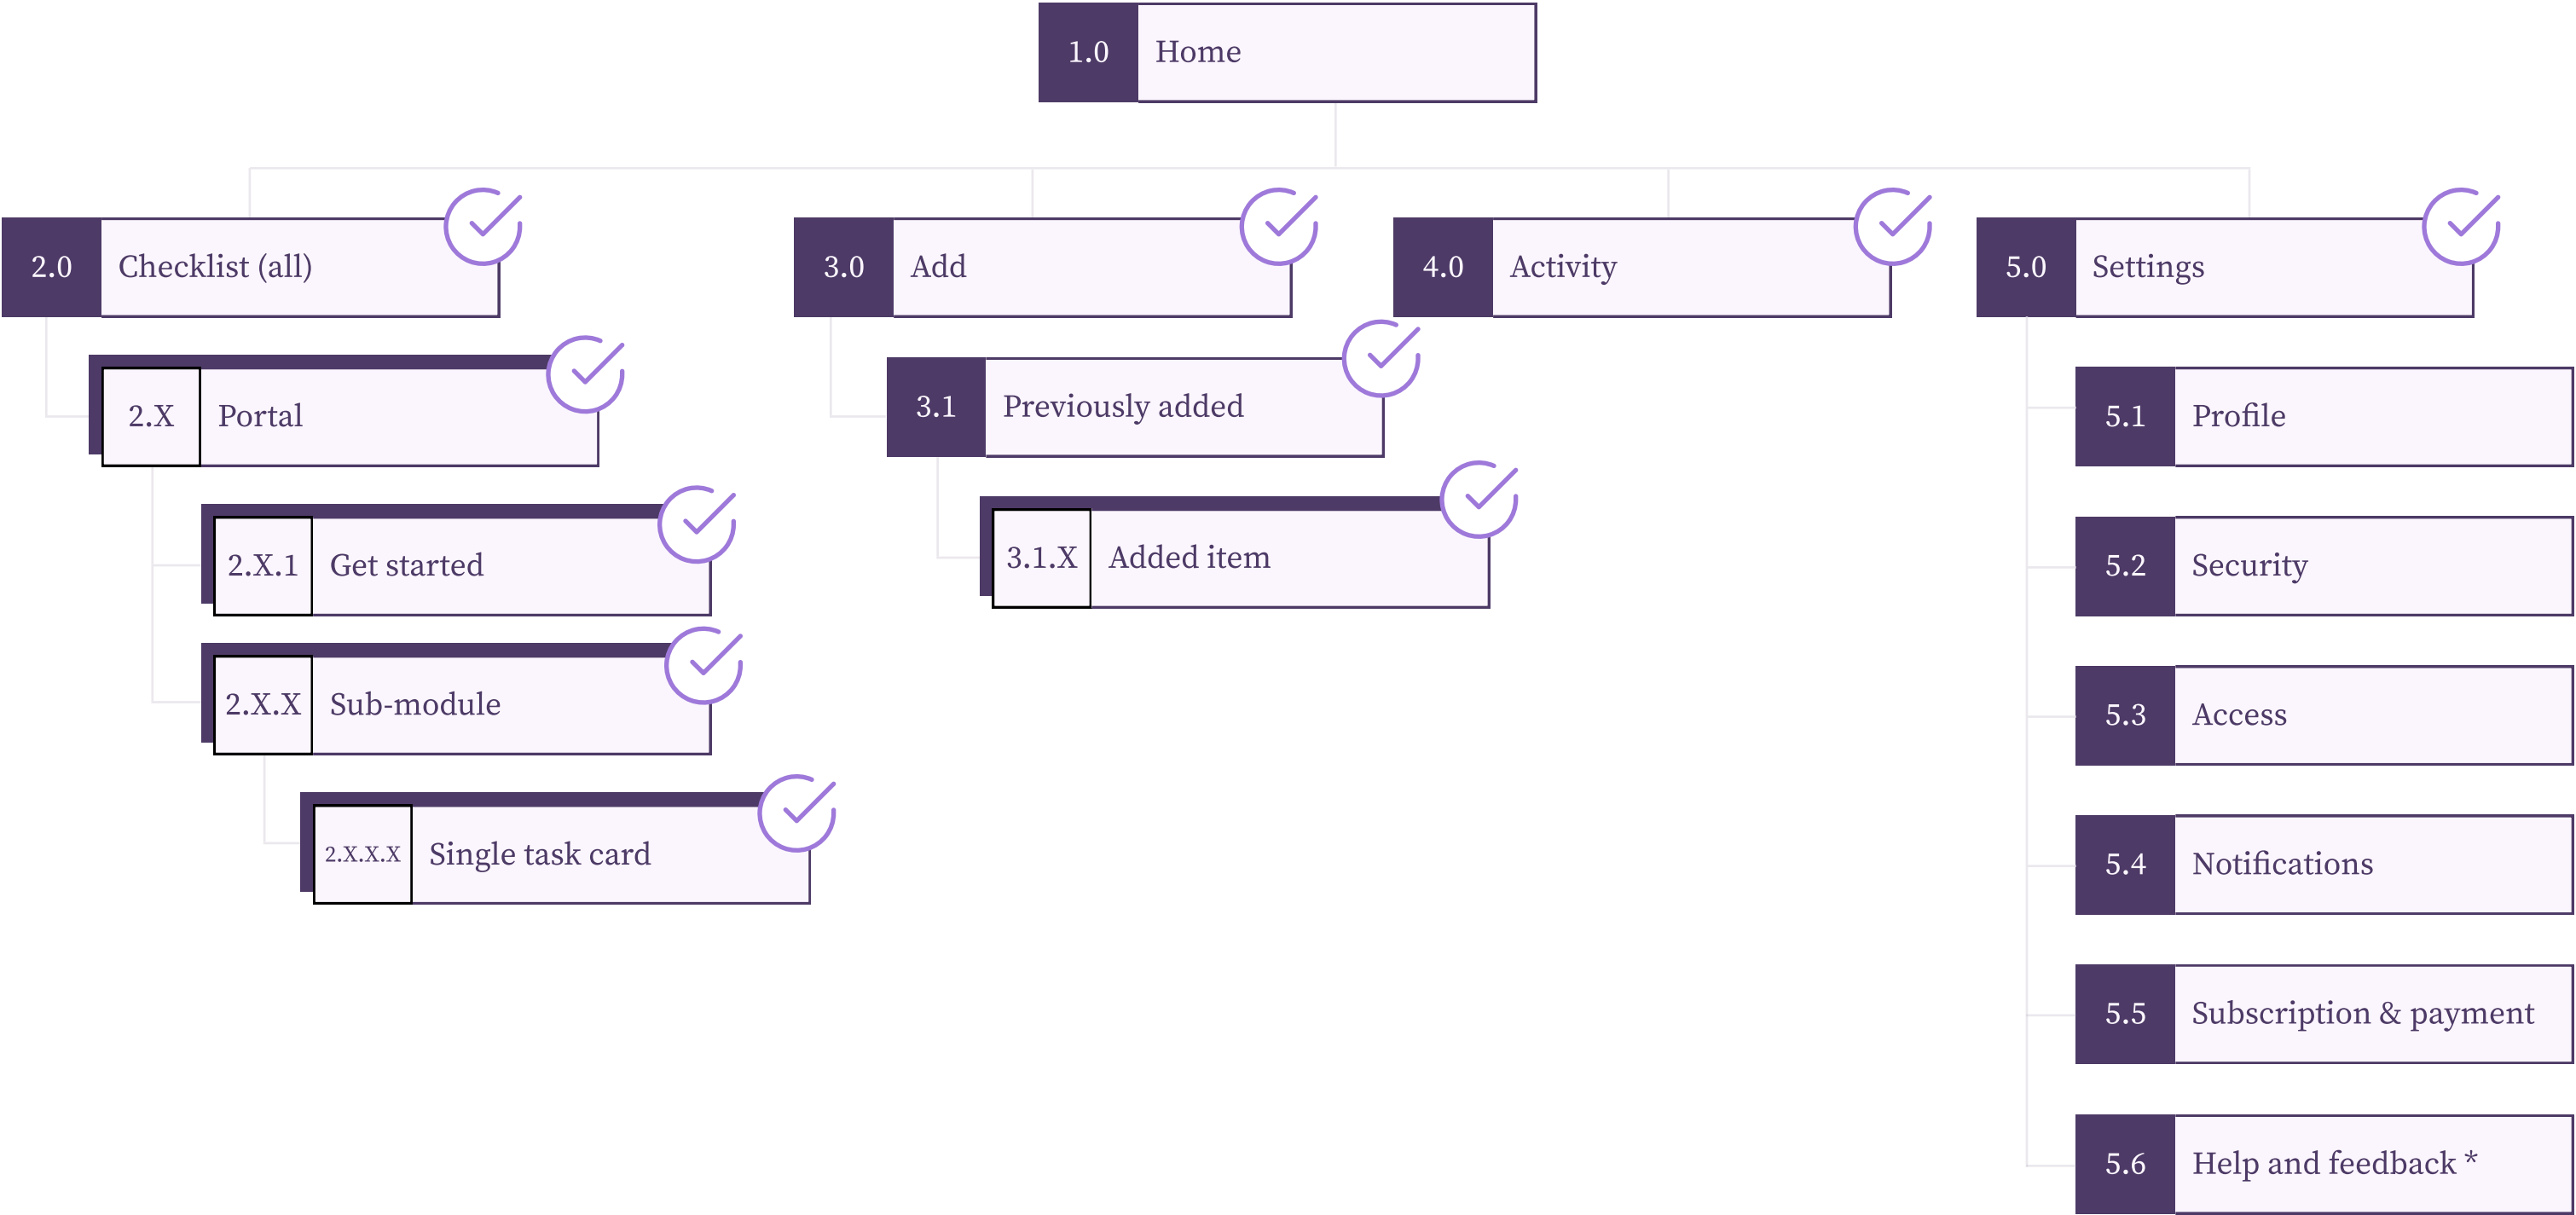 1.0 Home
2.0 Checklist (all)
2.X Portal
2.X.1 Get started
2.X.X Sub-module
2.X.X.X Single task card
3.0 Add
3.1 Previously added
3.1.X Added item
4.0 Activity
5.0 Settings
5.1 Profile
5.2 Security
5.3 Access
5.4 Notifications
5.5 Subscription & payment
5.6 Help and feedback *